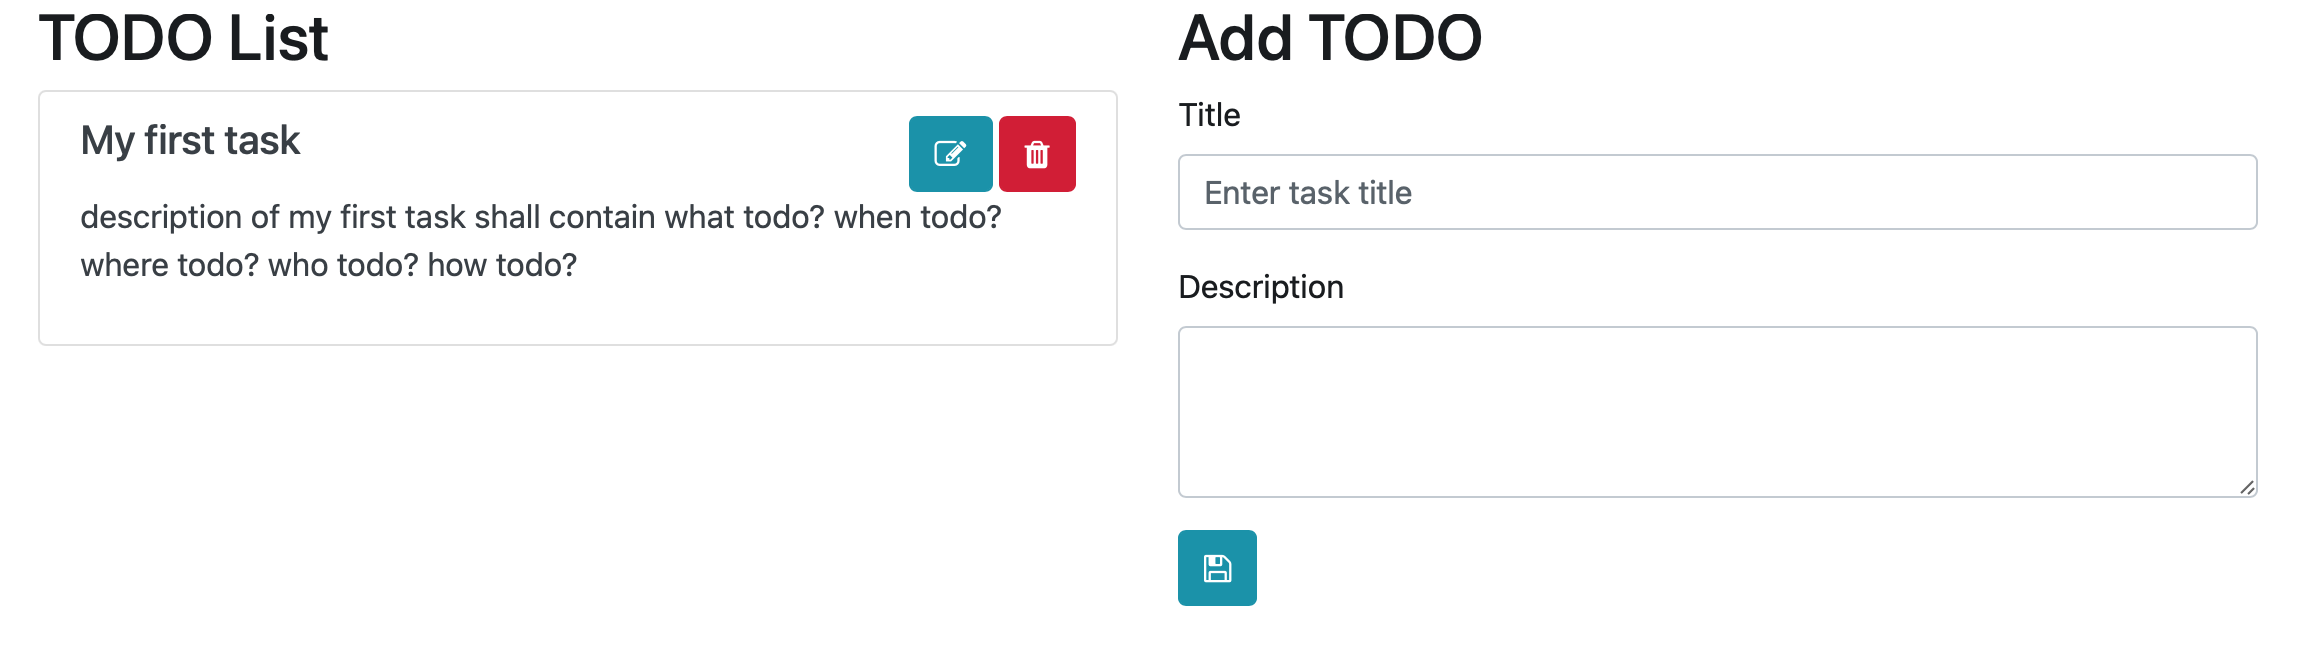 TODO List
My first task
description of my first task shall contain what todo? when todo?
where todo? who todo? how todo?
Add TODO
Title
Enter task title
Description